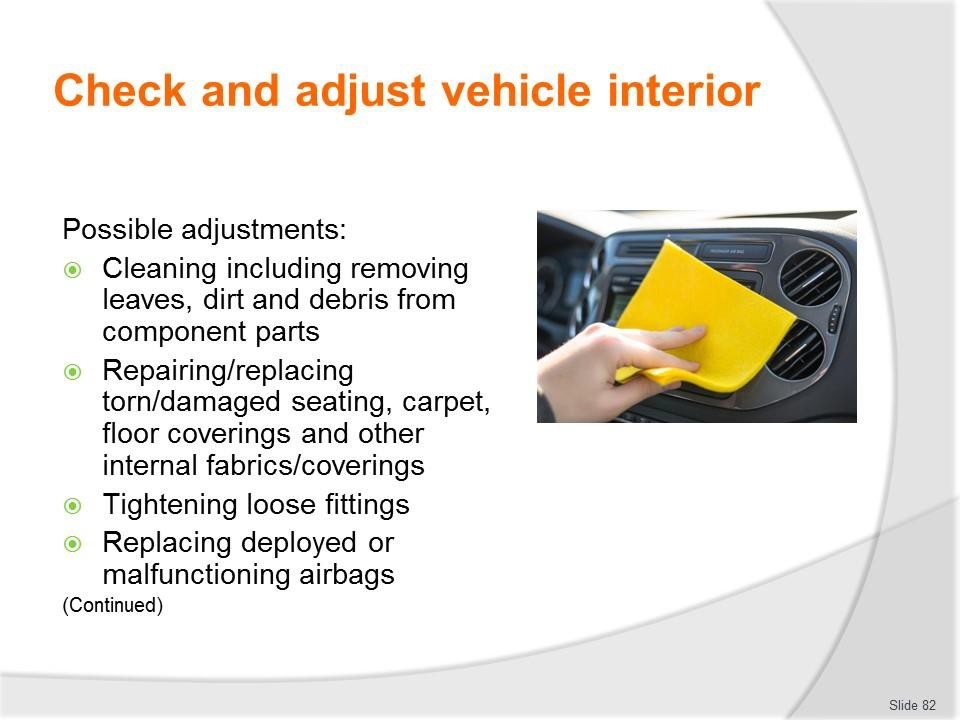 Check and adjust vehicle interior
Possible adjustments:
Cleaning including removing
leaves, dirt and debris from
component parts
Repairing/replacing
torn/damaged seating, carpet,
floor coverings and other
internal fabrics/coverings
Tightening loose fittings
Replacing deployed or
malfunctioning airbags
(Continued)
Slide 82